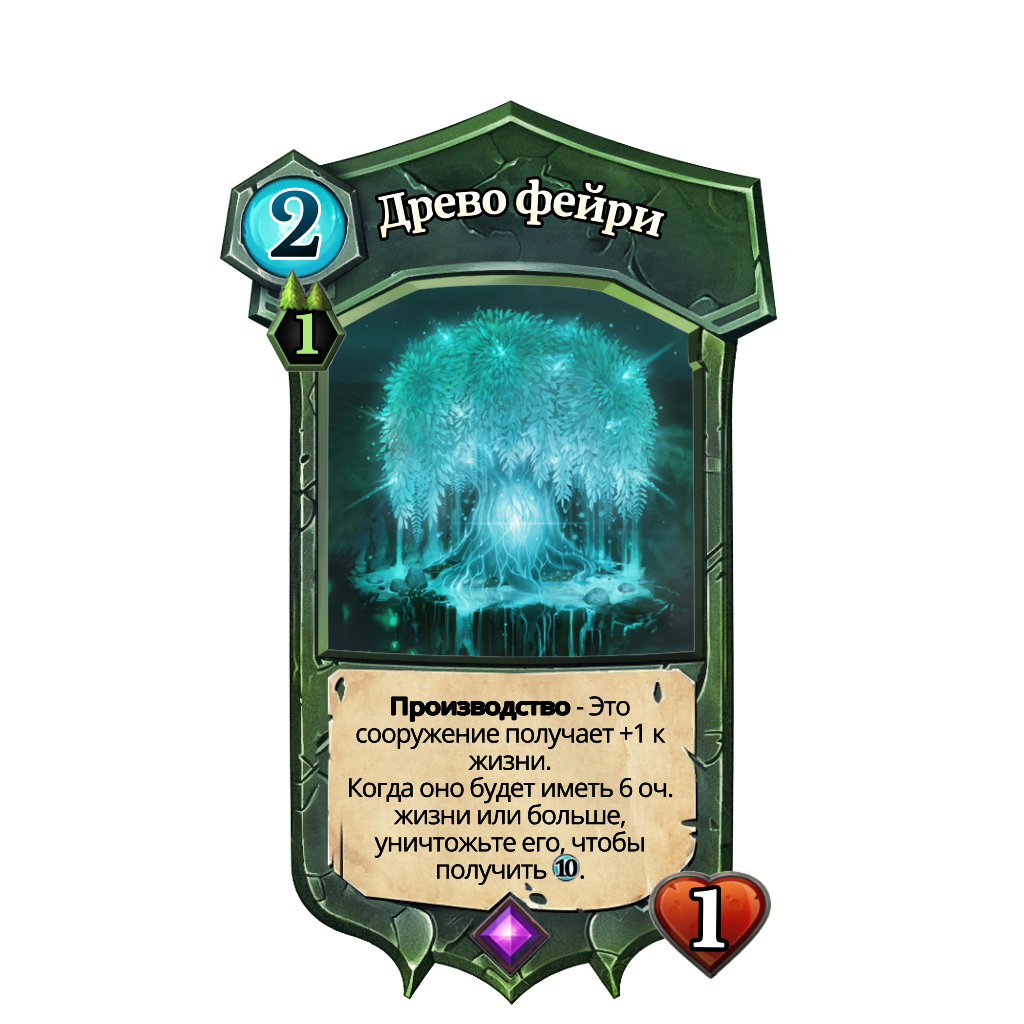 2
Древо фейри
1
Производство - Это
сооружение получает +1 к
жизни.
Когда оно будет иметь 6 оч.
жизни или больше,
уничтожьте его, чтобы
получить 10.
1